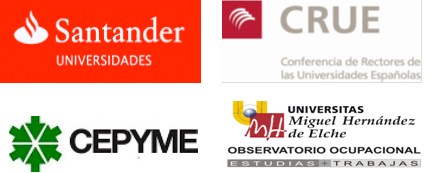 Santander
UNIVERSIDADES
CRUE
Conferencia de Rectores de
las Universidades Españolas
CEPYME
UNIVERSITAS
Miguel Hernández
de Elche
OBSERVATORIO OCUPACIONAL
ESTUDIAS + TRABAJAS